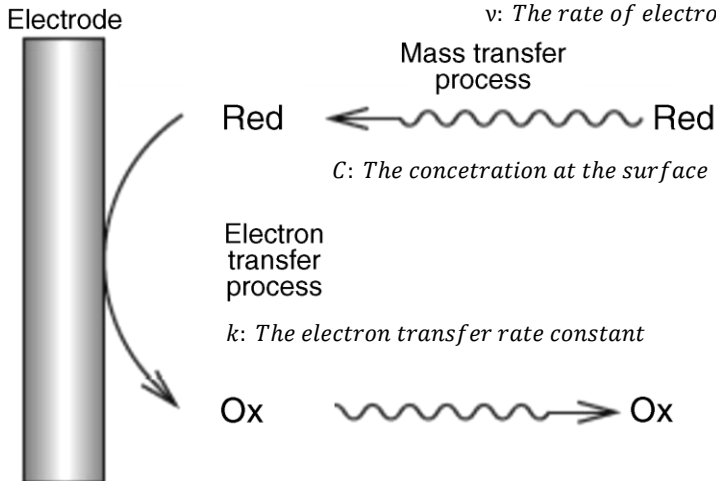 Electrode
ν: The rate of electro
Mass transfer
process
Red Red
C: The concetration at the surface
Electron
transfer
process
k: The electron transfer rate constant
Ox Ox